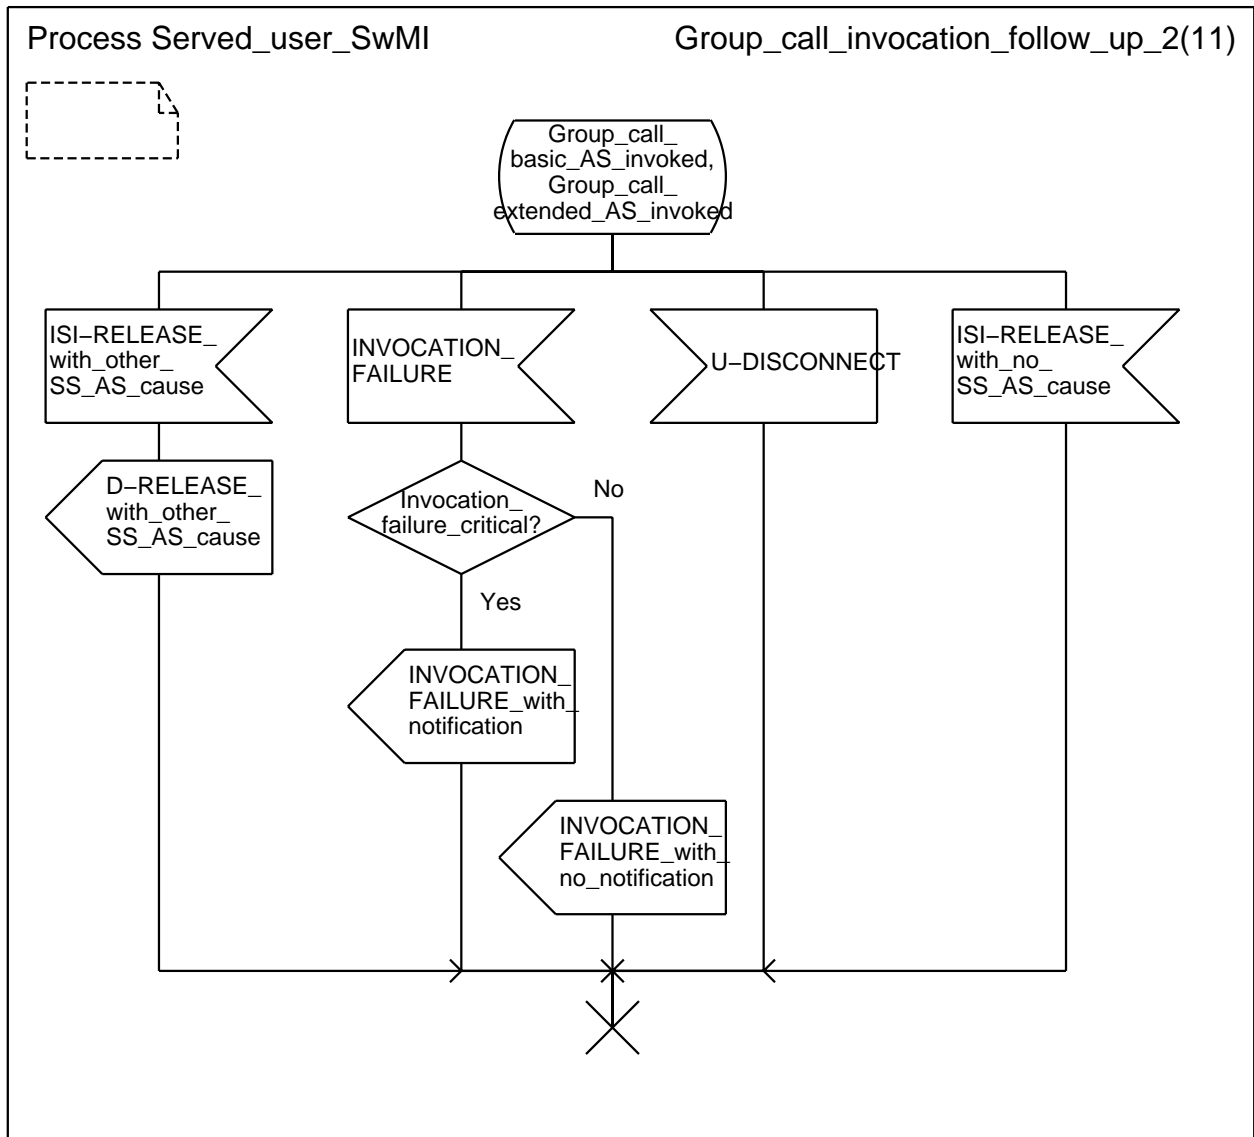 Process Served_user_SwMI
Group_call_invocation_follow_up_2(11)
Group_call_
basic_AS_invoked,
Group_call_
extended_AS_invoked
ISI−RELEASE_
with_other_
SS_AS_cause
INVOCATION_
FAILURE
U−DISCONNECT
ISI−RELEASE_
with_no_
SS_AS_cause
D−RELEASE_
with_other_
SS_AS_cause
Invocation_
failure_critical?
No
Yes
INVOCATION_
FAILURE_with_
notification
INVOCATION_
FAILURE_with_
no_notification